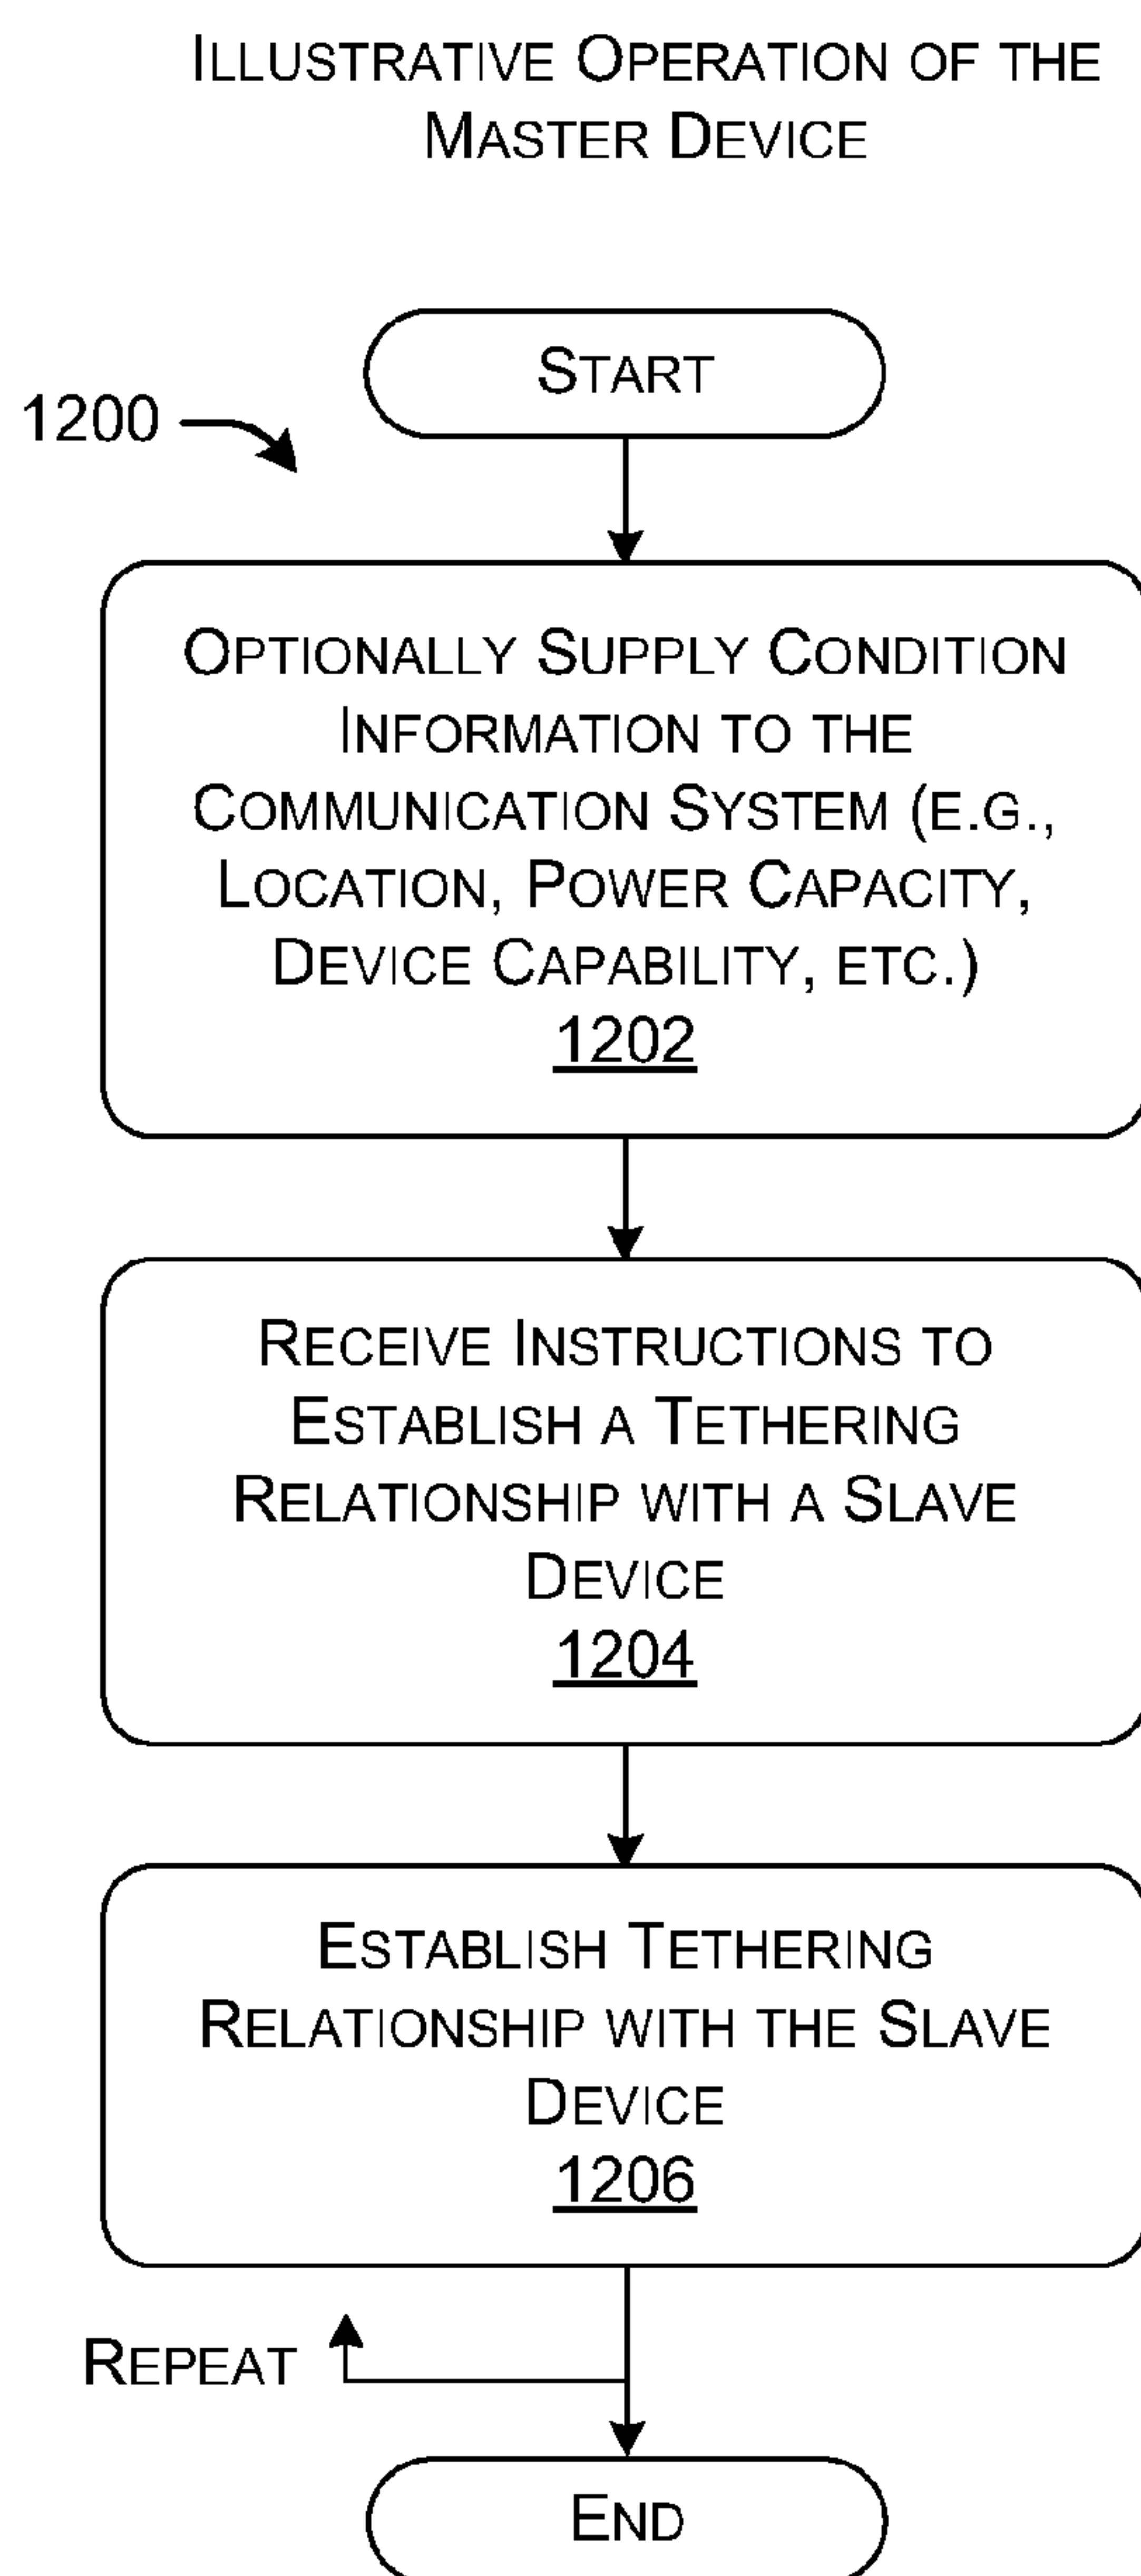 ILLUSTRATIVE OPERATION OF THE
MASTER DEVICE
START
1200
OPTIONALLY SUPPLY CONDITION
INFORMATION TO THE
COMMUNICATION SYSTEM (E.G.,
LOCATION, POWER CAPACITY,
DEVICE CAPABILITY, ETC.)
1202
RECEIVE INSTRUCTIONS TO
ESTABLISH A TETHERING
RELATIONSHIP WITH A SLAVE
DEVICE
1204
ESTABLISH TETHERING
RELATIONSHIP WITH THE SLAVE
DEVICE
1206
REPEAT
END